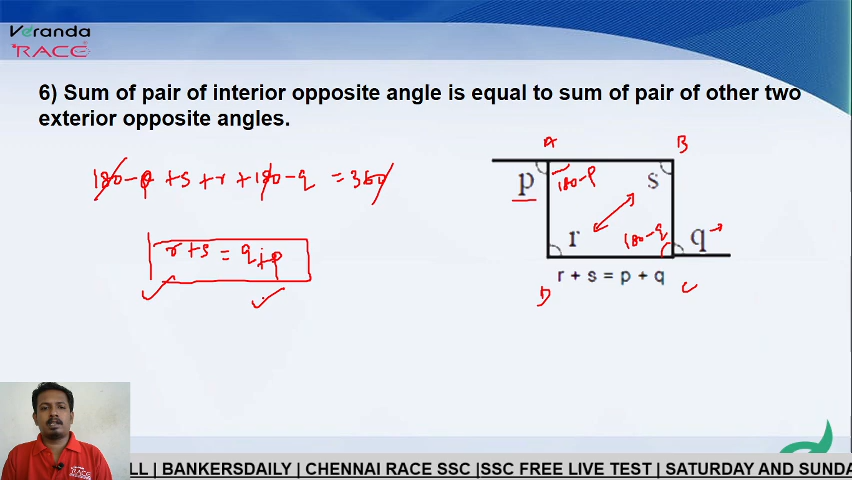 Veranda
RACE
6) Sum of pair of interior opposite angle is equal to sum of pair of other two
exterior opposite angles.
180-p+s+r+180-q=360
r+s=q+p
A
B
p
180-p
s
r
180-q
q
r + s = p + q
D
C
LL | BANKERSDAILY | CHENNAI RACE SSC |SSC FREE LIVE TEST | SATURDAY AND SUNDA